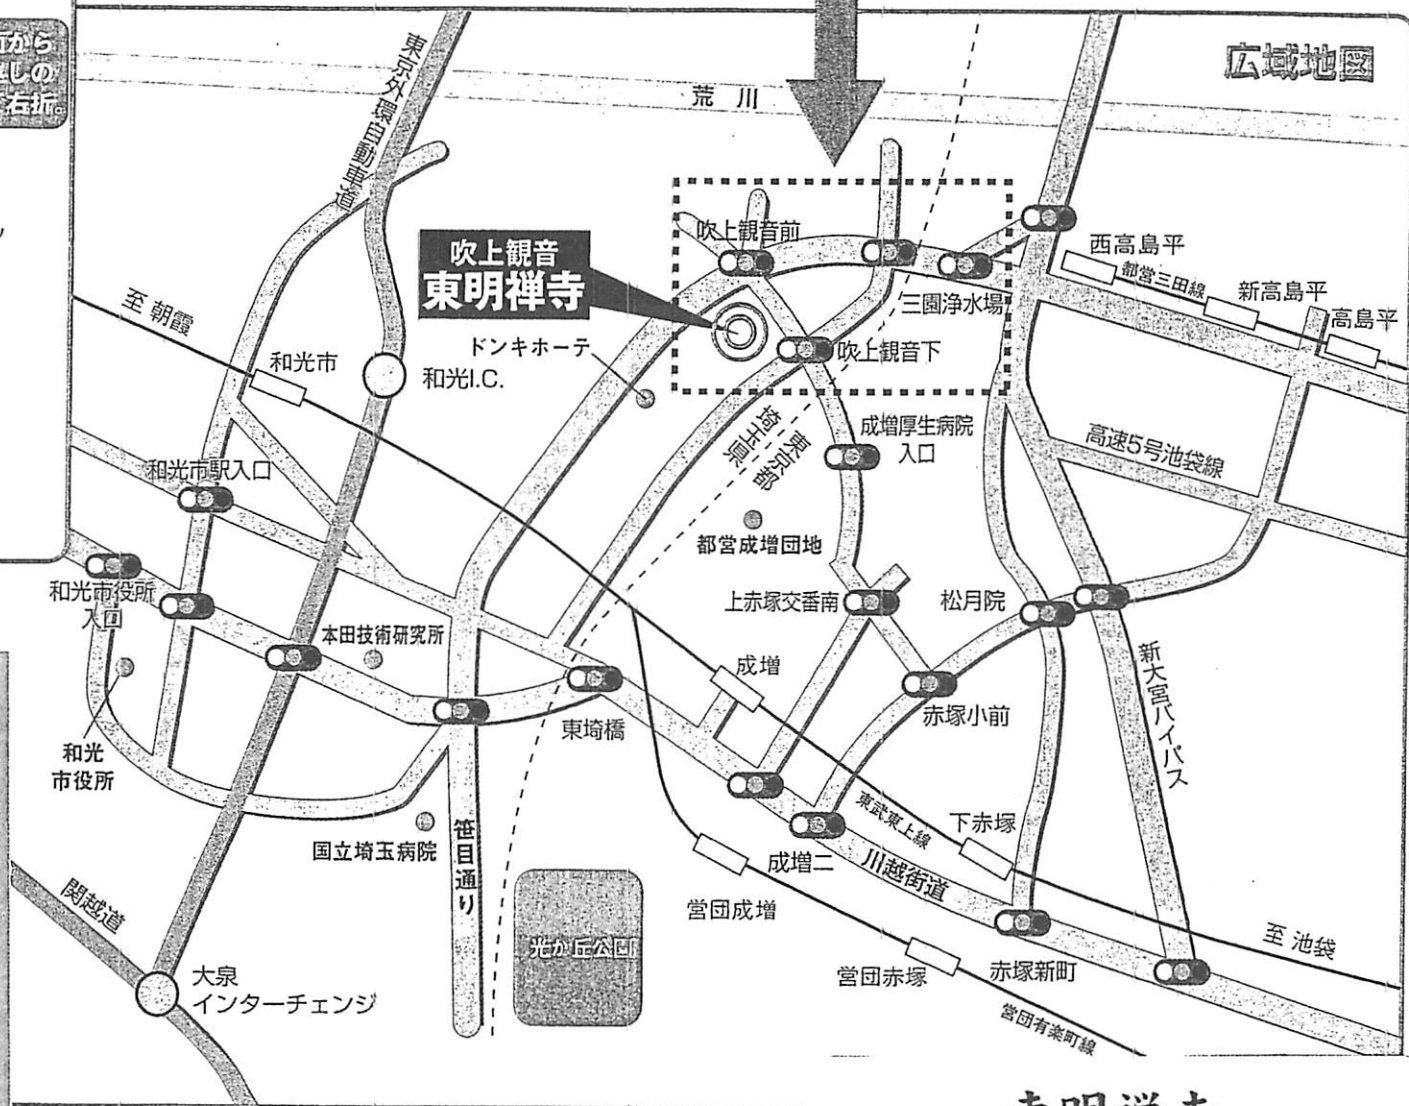 から
しの
右折。
広域地図
東京外環自動車道
荒川
吹上観音前
西高島平
都営三田線
新高島平
高島平
三園浄水場
吹上観音
東明禅寺
至 朝霞
ドンキホーテ
吹上観音下
和光市
和光I.C.
埼玉県
東京都
成増厚生病院
入口
高速5号池袋線
和光市駅入口
都営成増団地
和光市役所
入口
上赤塚交番南
松月院
本田技術研究所
成増
新大宮バイパス
赤塚小前
東埼橋
和光
市役所
東武東上線
下赤塚
国立埼玉病院
笹目通り
成増二
川越街道
関越道
営団成増
光が丘公園
至 池袋
大泉
インターチェンジ
営団赤塚
赤塚新町
営団有楽町線
東明禅寺